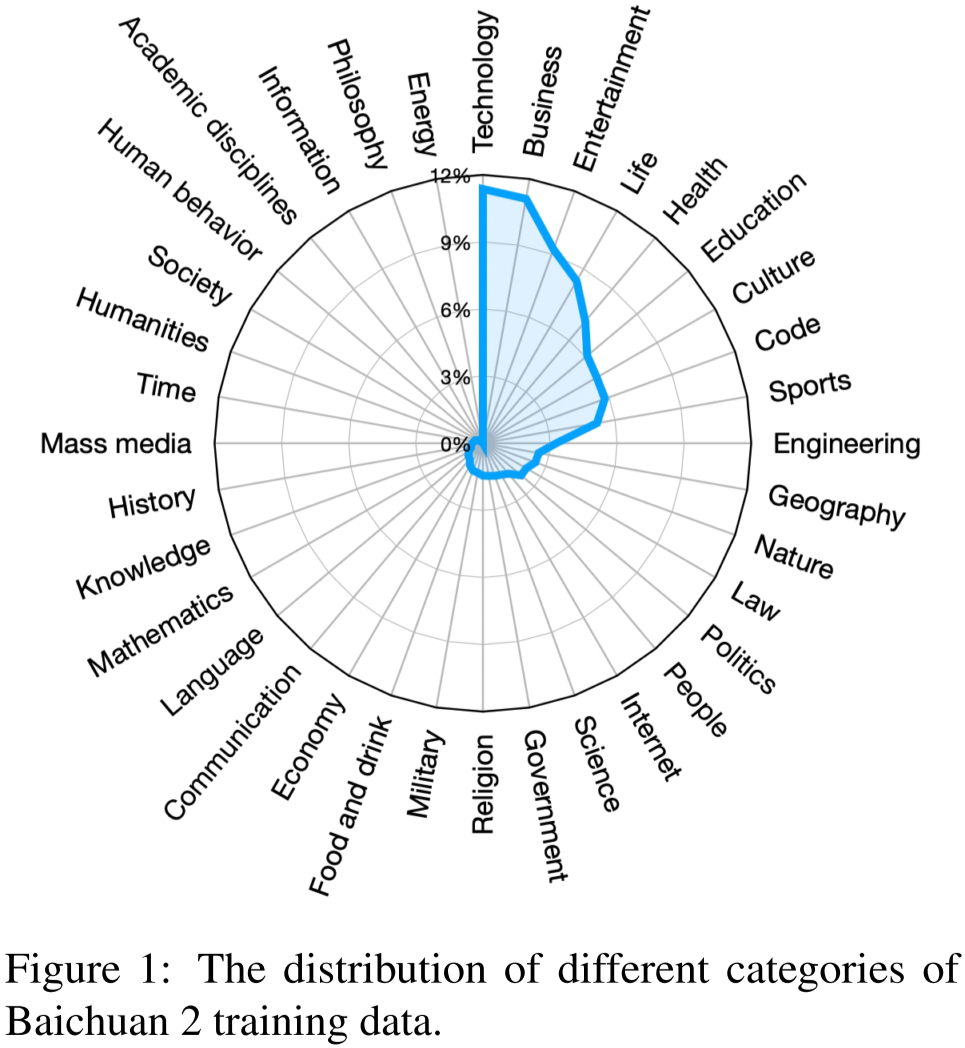 Technology
Business
Entertainment
Life
Health
Education
Culture
Code
Sports
Engineering
Geography
Nature
Law
Politics
People
Internet
Science
Government
Religion
Military
Food and drink
Economy
Communication
Language
Mathematics
Knowledge
History
Mass media
Time
Humanities
Society
Human behavior
Academic disciplines
Information
Philosophy
Energy
12%
9%
6%
3%
0%
Figure 1: The distribution of different categories of
Baichuan 2 training data.